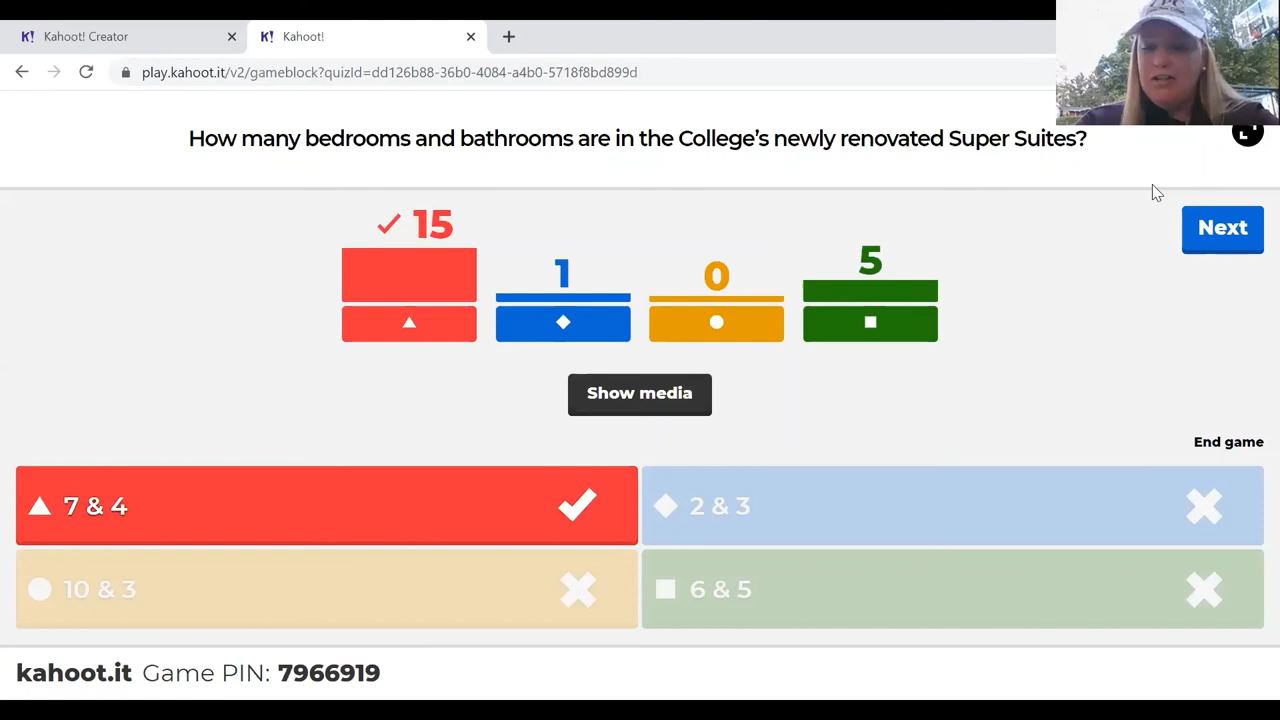 Kahoot! Creator
Kahoot!
play.kahoot.it/v2/gameblock?quizId=dd126b88-36b0-4084-a4b0-5718f8bd899d
How many bedrooms and bathrooms are in the College's newly renovated Super Suites?
15
1
0
5
Next
Show media
End game
7 & 4
2 & 3
10 & 3
6 & 5
kahoot.it Game PIN: 7966919